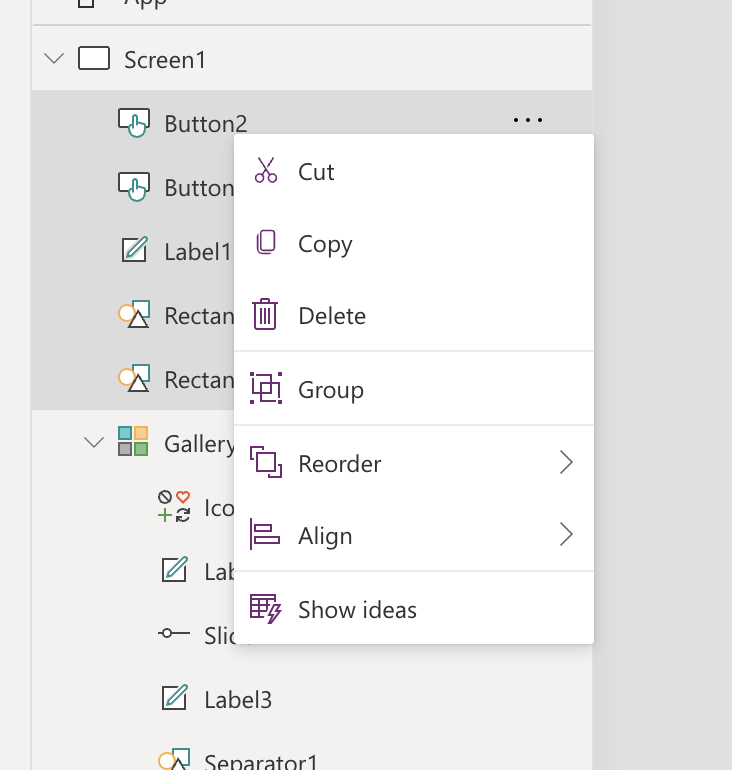 App
Screen1
Button2
Button
Label1
Rectan
Rectan
Gallery
Ico
Lab
Slid
Label3
Separator1
Cut
Copy
Delete
Group
Reorder
Align
Show ideas